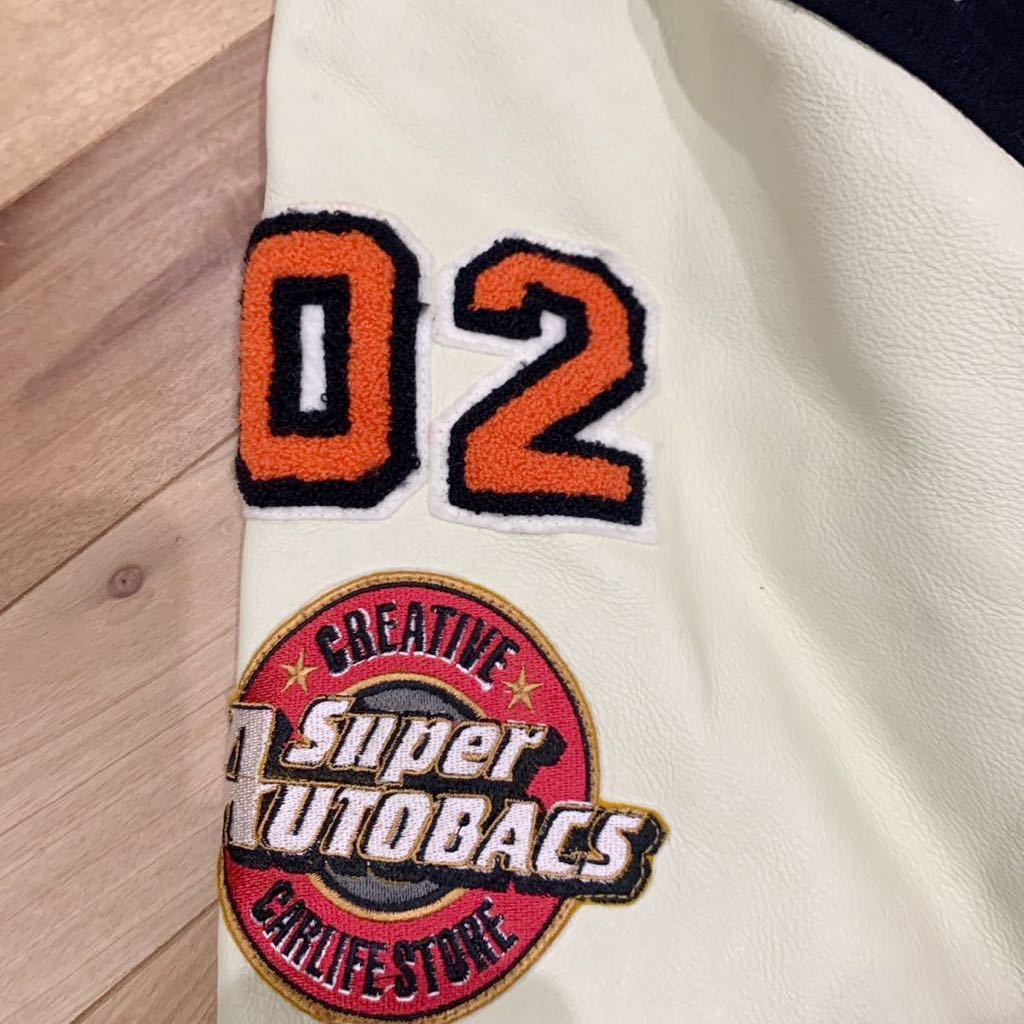 02
CREATIVE
Super
AUTOBACS
CARLIFE STORE